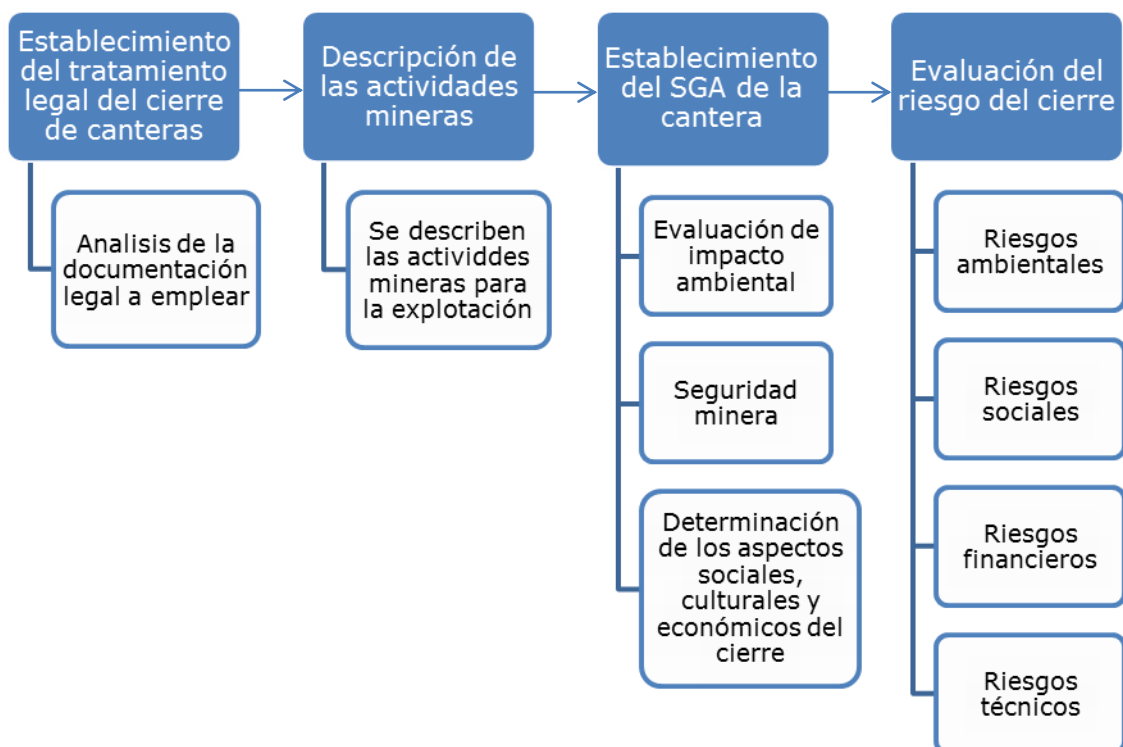 Establecimiento
del tratamiento
legal del cierre
de canteras
Analisis de la
documentación
legal a emplear
Descripción de
las actividades
mineras
Se describen
las actividdes
mineras para
la explotación
Establecimiento
del SGA de la
cantera
Evaluación de
impacto
ambiental
Seguridad
minera
Determinación
de los aspectos
sociales,
culturales y
económicos del
cierre
Evaluación del
riesgo del cierre
Riesgos
ambientales
Riesgos
sociales
Riesgos
financieros
Riesgos
técnicos